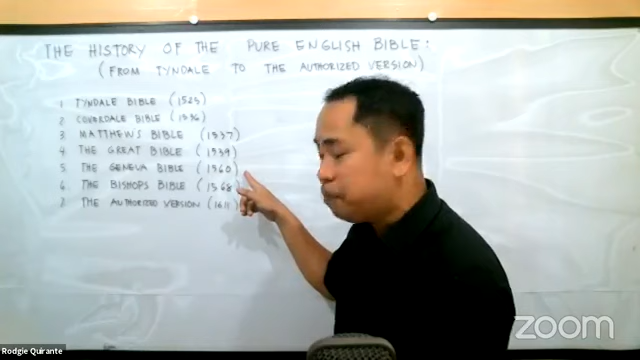 THE HISTORY OF THE PURE ENGLISH BIBLE:
(FROM TYNDALE TO THE AUTHORIZED VERSION)
1 TYNDALE BIBLE (1525)
2 COVERDALE BIBLE (1536)
3 MATTHEWS BIBLE (1537)
4 THE GREAT BIBLE (1539)
5 THE GENEVA BIBLE (1560)
6 THE BISHOPS BIBLE (1568
7 THE AUTHORIZED VERSION (1611
zoom
Rodgie Quirante